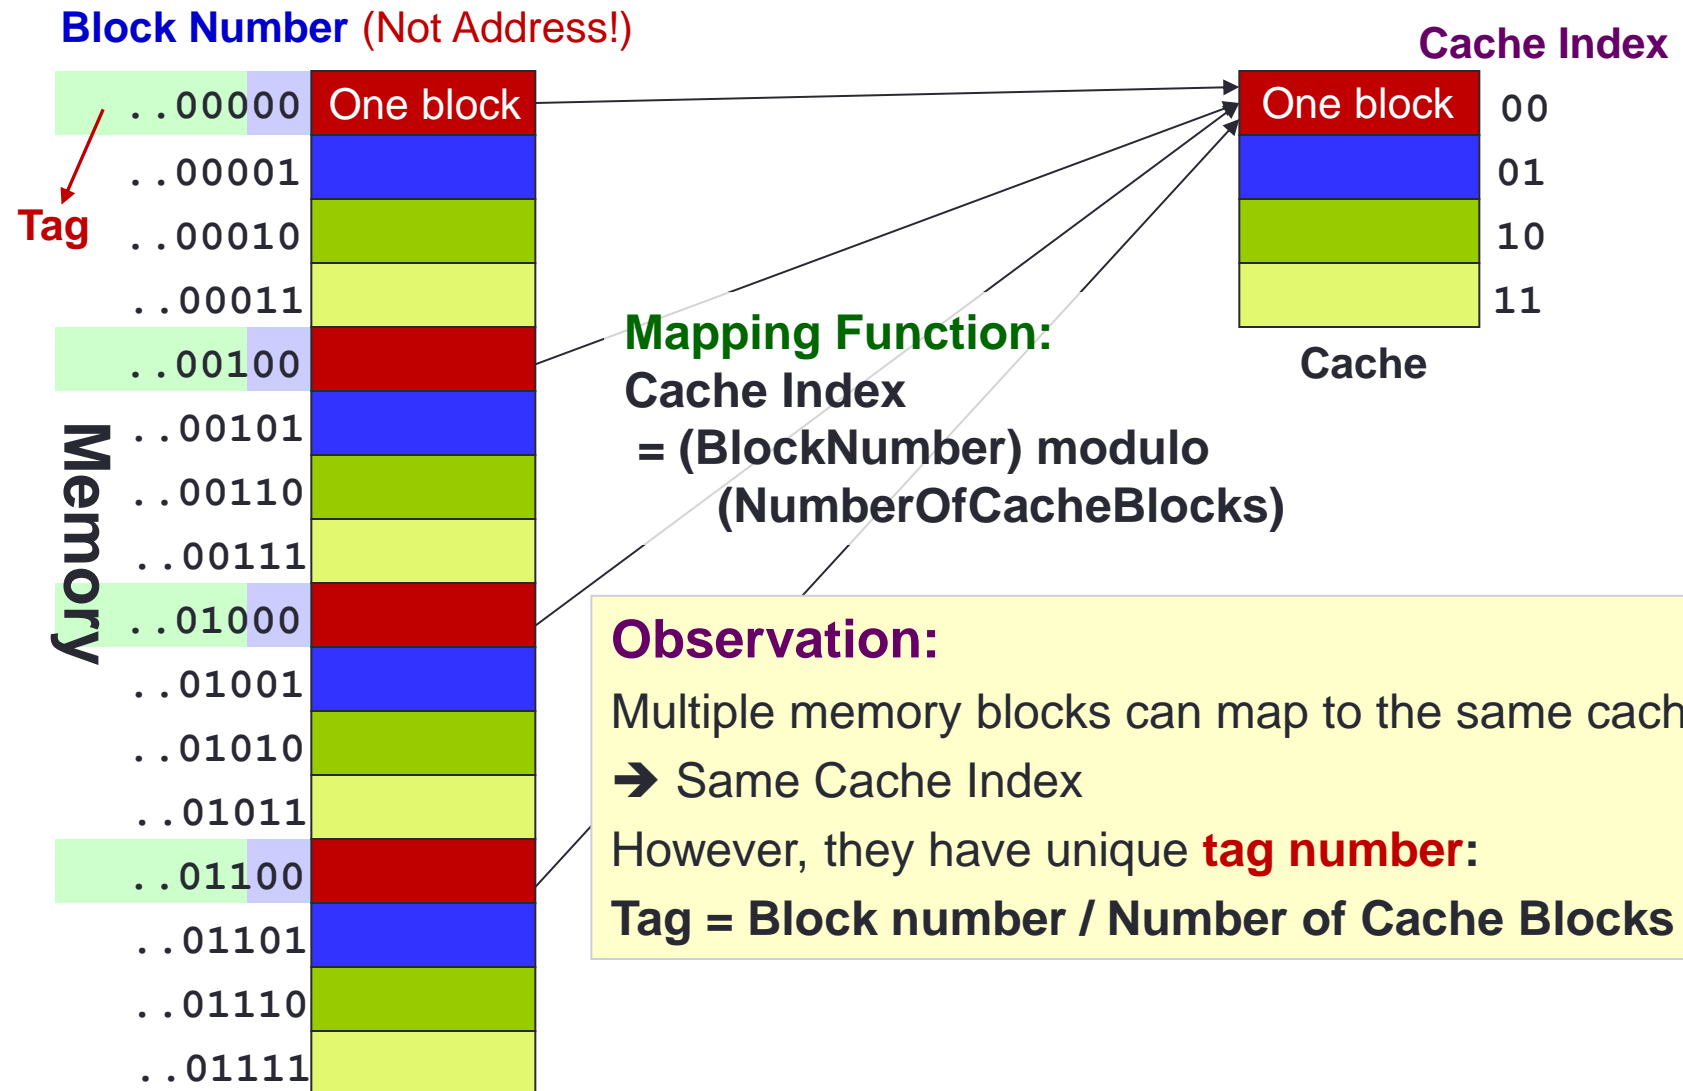 Block Number (Not Address!)
Cache Index
..00000 One block
One block 00
..00001
01
Tag
..00010
10
..00011
11
Mapping Function:
..00100
Cache
Cache Index
..00101
= (BlockNumber) modulo
..00110
(NumberOfCacheBlocks)
Memory
..00111
..01000
Observation:
..01001
Multiple memory blocks can map to the same cach
..01010
➔ Same Cache Index
..01011
However, they have unique tag number:
..01100
Tag = Block number / Number of Cache Blocks
..01101
..01110
..01111